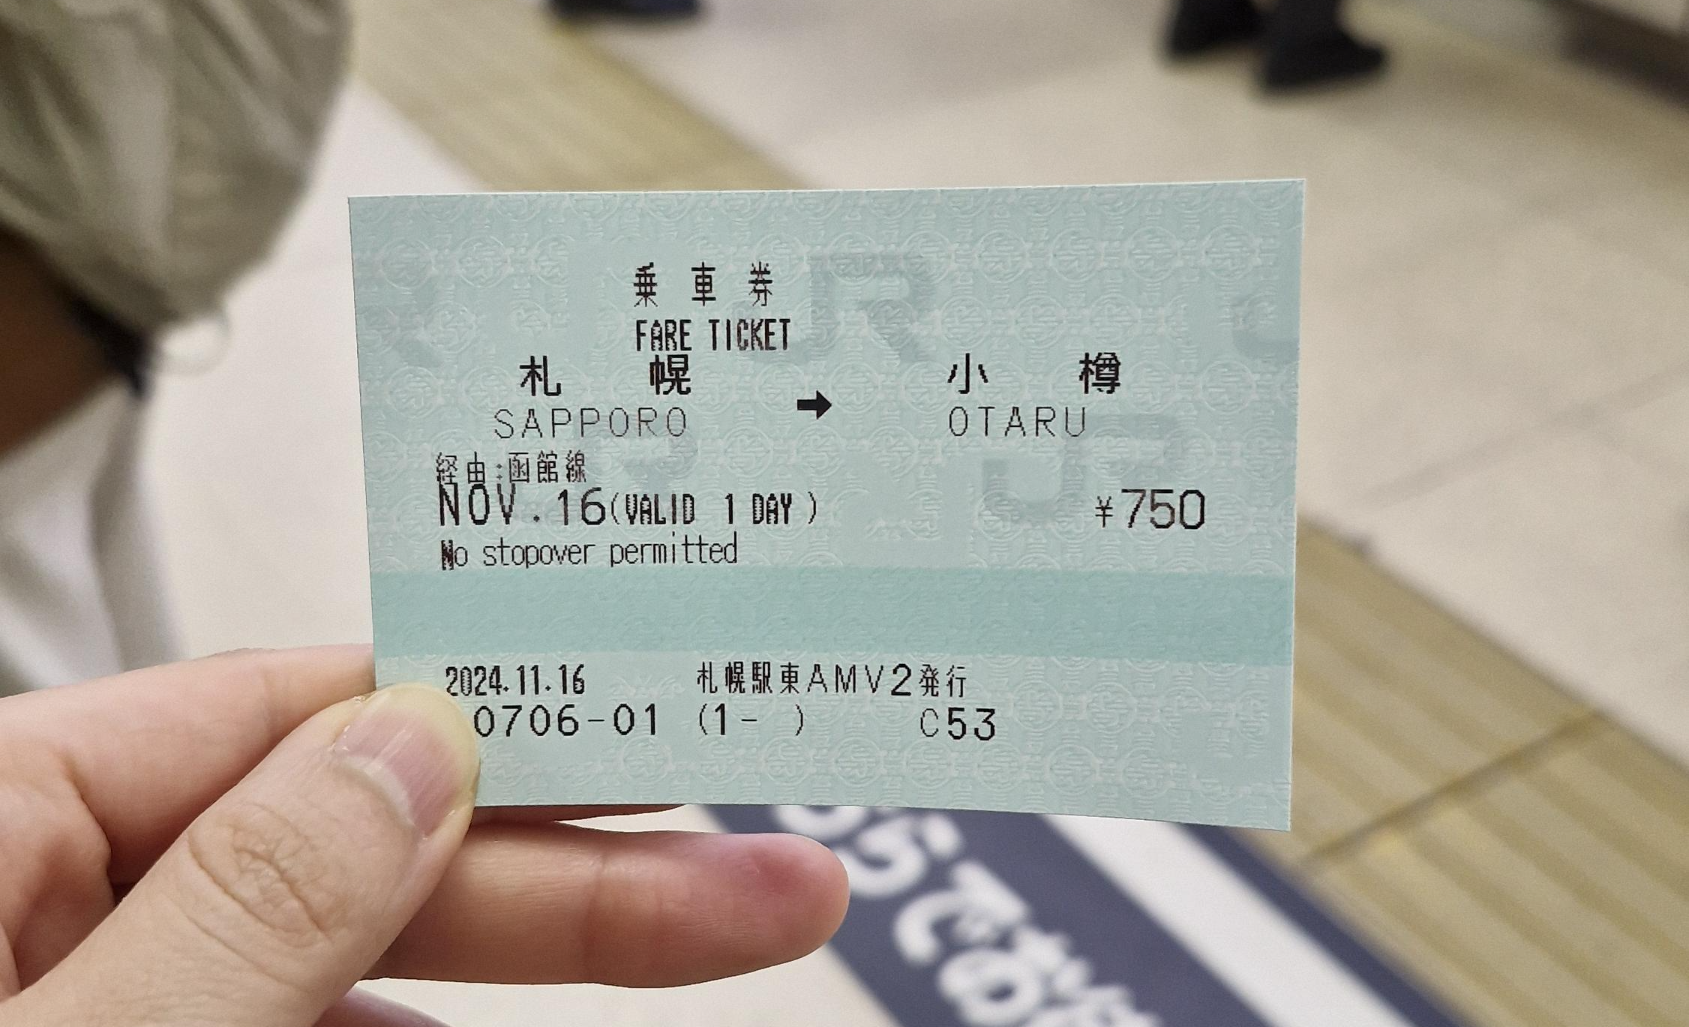 乗車券
FARE TICKET
札幌 → 小樽
SAPPORO OTARU
経由:函館線
NOV.16(VALID 1 DAY) ¥750
No stopover permitted
2024.11.16 札幌駅東AMV2発行
0706-01 (1- ) C53
JR